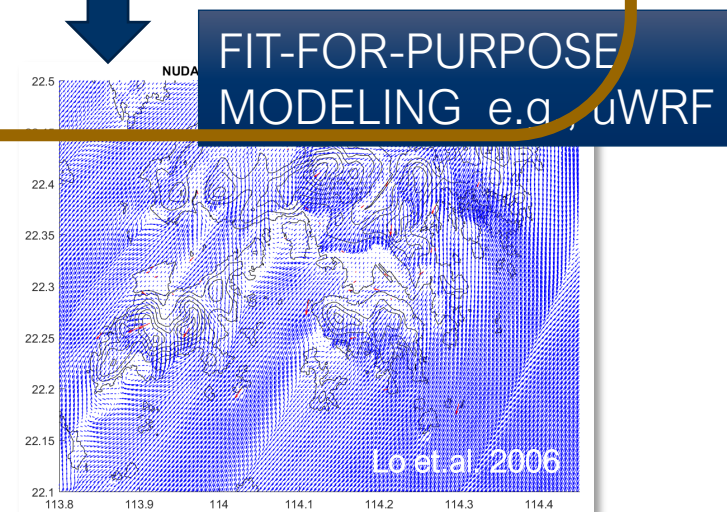 FIT-FOR-PURPOSE
MODELING e.g., uWRF
NUDA
22.5
22.4
22.35
22.3
22.25
22.2
22.15
22.1
Lo et.al, 2006
113.8 113.9 114 114.1 114.2 114.3 114.4